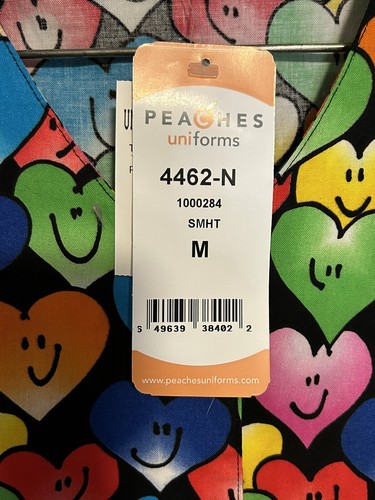 PEACHES
uniforms
4462-N
1000284
SMHT
M
6 49639 38402 2
www.peachesuniforms.com